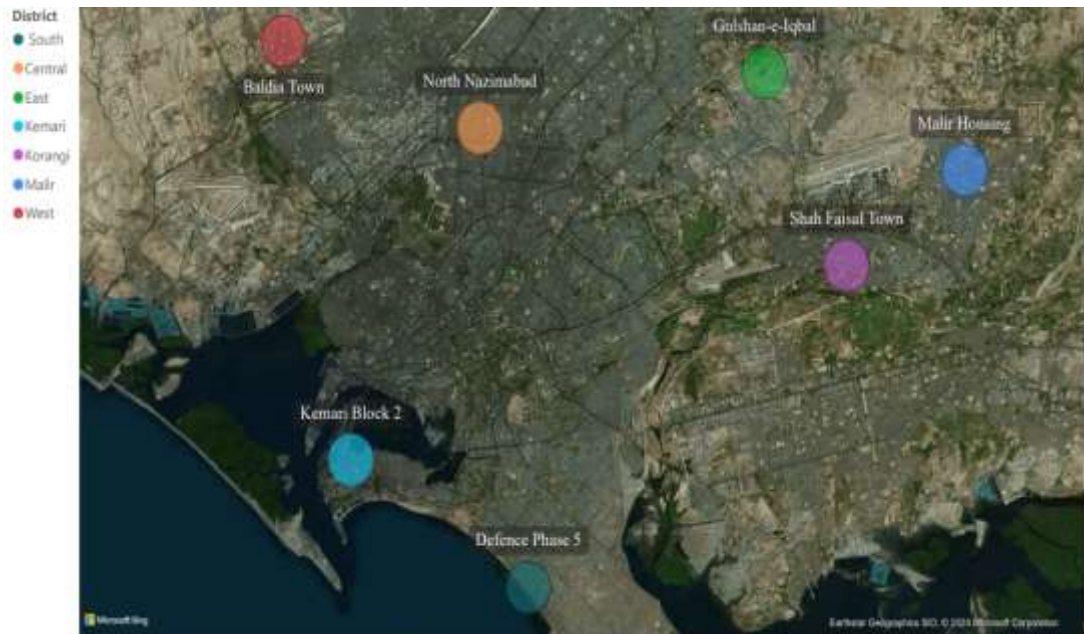 District
South
Central
East
Kemari
Korangi
Malir
West
Gulshan-e-Iqbal
Baldia Town
North Nazimabad
Malir Housing
Shah Faisal Town
Kemari Block 2
Defence Phase 5
Microsoft Bing
Earthstar Geographics SIO, © 2024 Microsoft Corporation